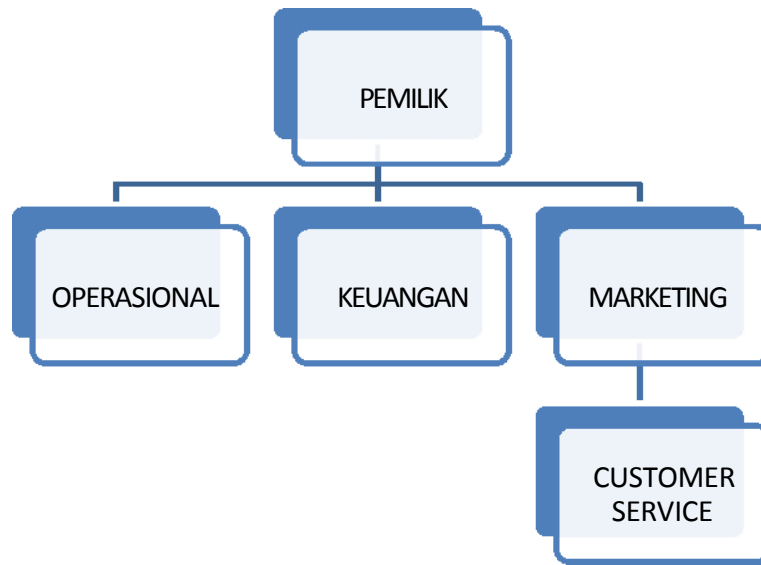 PEMILIK
OPERASIONAL
KEUANGAN
MARKETING
CUSTOMER
SERVICE